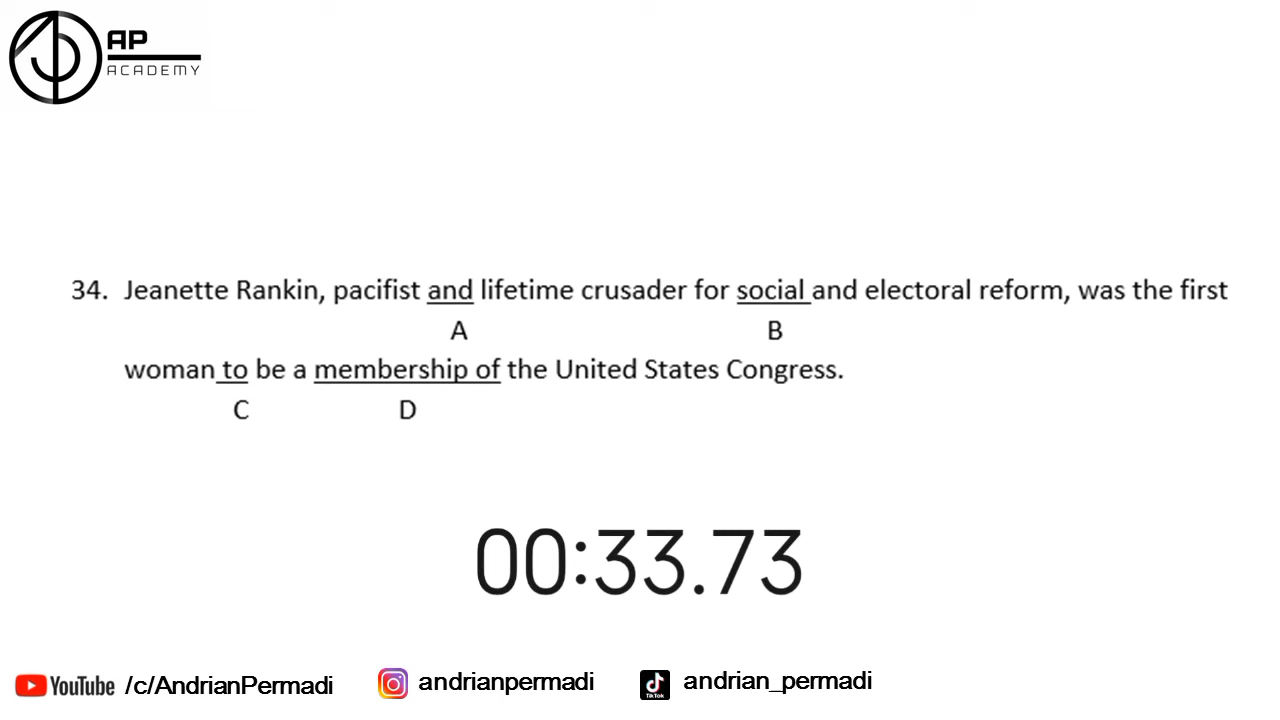 AP
ACADEMY
34. Jeanette Rankin, pacifist and lifetime crusader for social and electoral reform, was the first
A B
woman to be a membership of the United States Congress.
C D
00:33.73
YouTube /c/AndrianPermadi andrianpermadi TikTok andrian_permadi